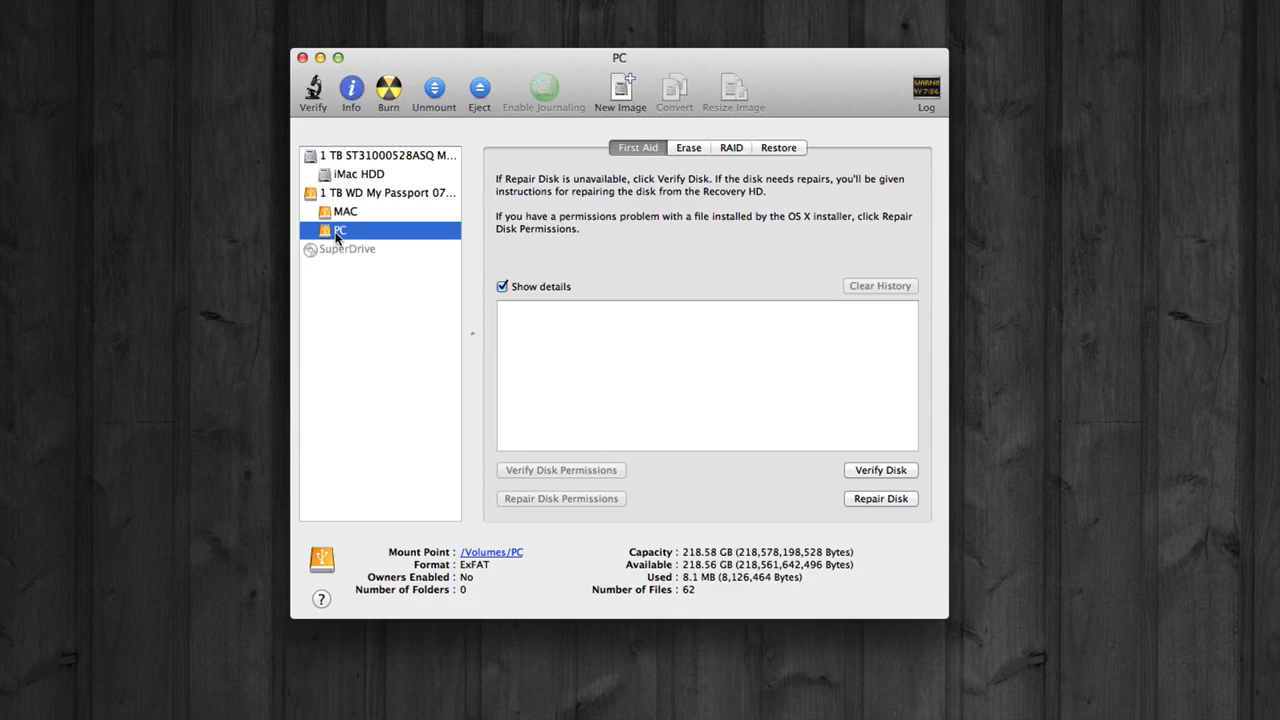 PC
Verify Info Burn Unmount Eject Enable Journaling New Image Convert Resize Image Log
1 TB ST31000528ASQ M...
iMac HDD
1 TB WD My Passport 07...
MAC
PC
SuperDrive
First Aid Erase RAID Restore
If Repair Disk is unavailable, click Verify Disk. If the disk needs repairs, you'll be given
instructions for repairing the disk from the Recovery HD.
If you have a permissions problem with a file installed by the OS X installer, click Repair
Disk Permissions.
Show details Clear History
Verify Disk Permissions Verify Disk
Repair Disk Permissions Repair Disk
Mount Point : /Volumes/PC
Format : ExFAT
Owners Enabled : No
Number of Folders : 0
Capacity : 218.58 GB (218,578,198,528 Bytes)
Available : 218.56 GB (218,561,642,496 Bytes)
Used : 8.1 MB (8,126,464 Bytes)
Number of Files : 62
?